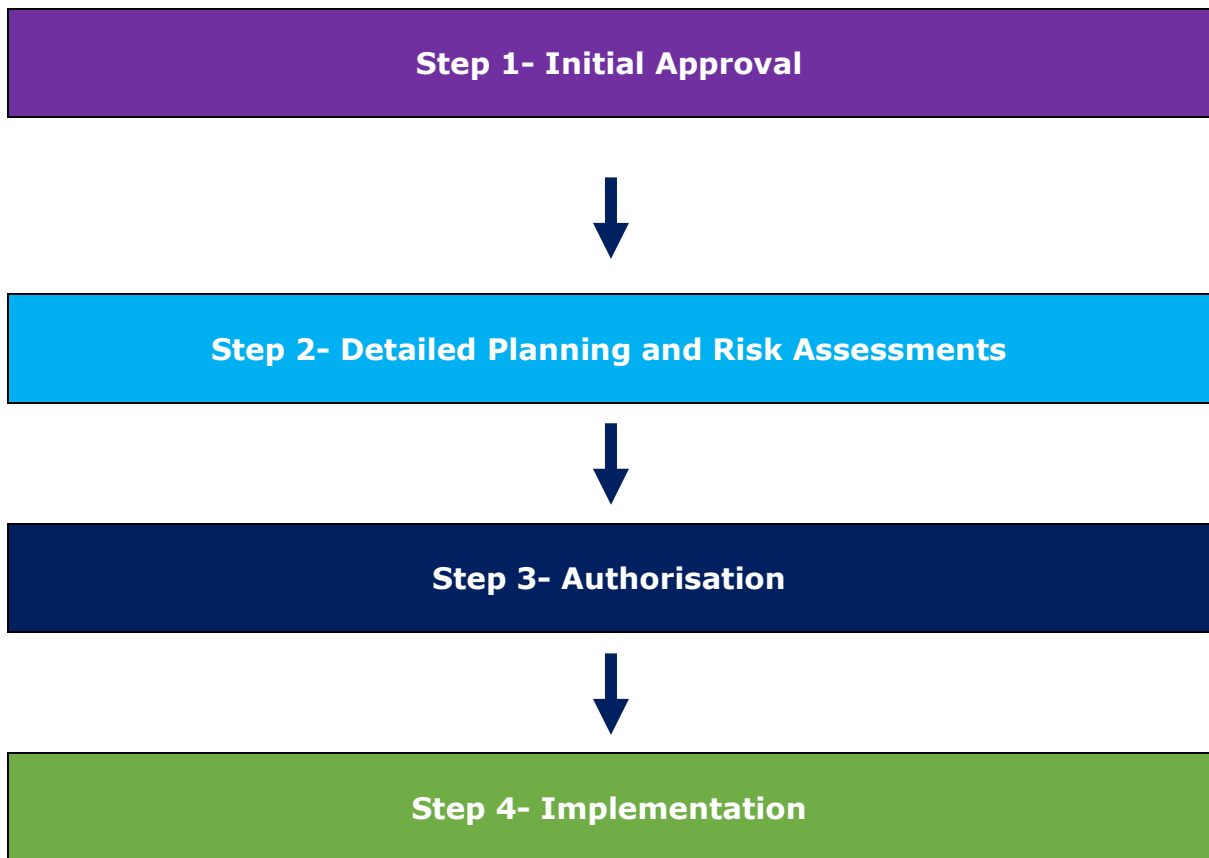 Step 1- Initial Approval
Step 2- Detailed Planning and Risk Assessments
Step 3- Authorisation
Step 4- Implementation